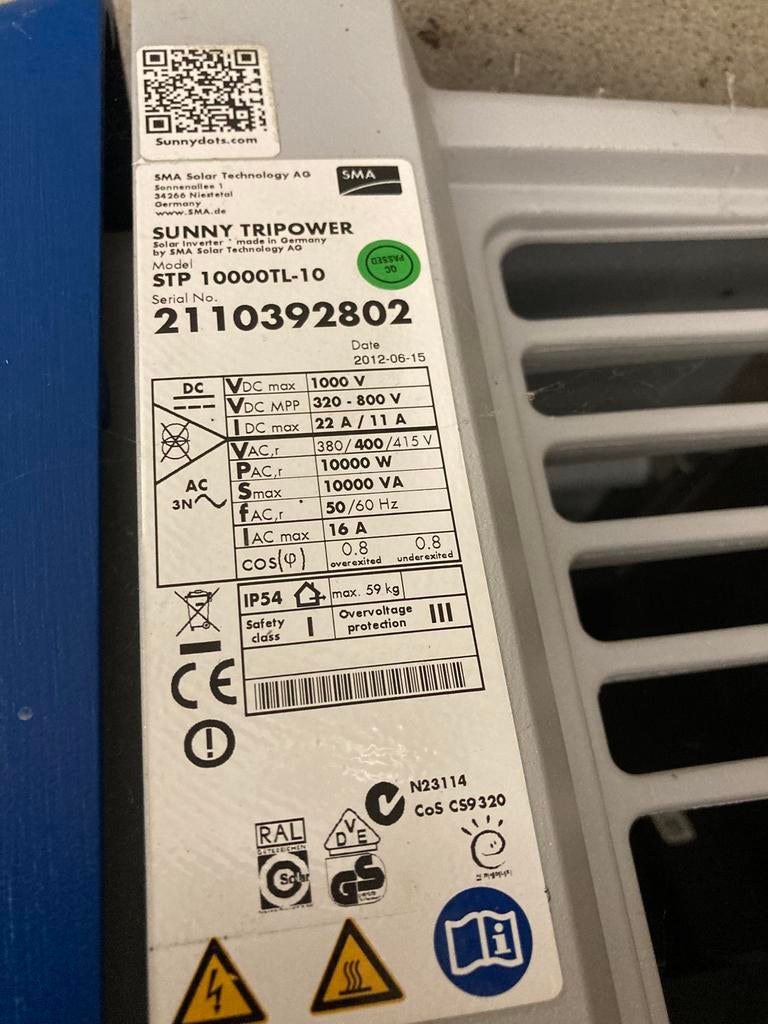 Sunnydots.com
SMA Solar Technology AG
Sonnenallee 1
34266 Niestetal
Germany
www.SMA.de
SMA
SUNNY TRIPOWER
Solar Inverter * made in Germany
by SMA Solar Technology AG
QC PASSED
Model
STP 10000TL-10
Serial No.
2110392802
Date
2012-06-15
DC
VDC max 1000 V
VDC MPP 320 - 800 V
IDC max 22 A / 11 A
AC
3N
VAC,r 380/400/415 V
PAC,r 10000 W
Smax 10000 VA
fAC,r 50/60 Hz
IAC max 16 A
cos(φ) 0.8 overexited 0.8 underexited
IP54 max. 59 kg
Safety class I Overvoltage protection III
CE
!
N23114
CoS CS9320
RAL
GÜTEZEICHEN
Solar
DVE
GS
i